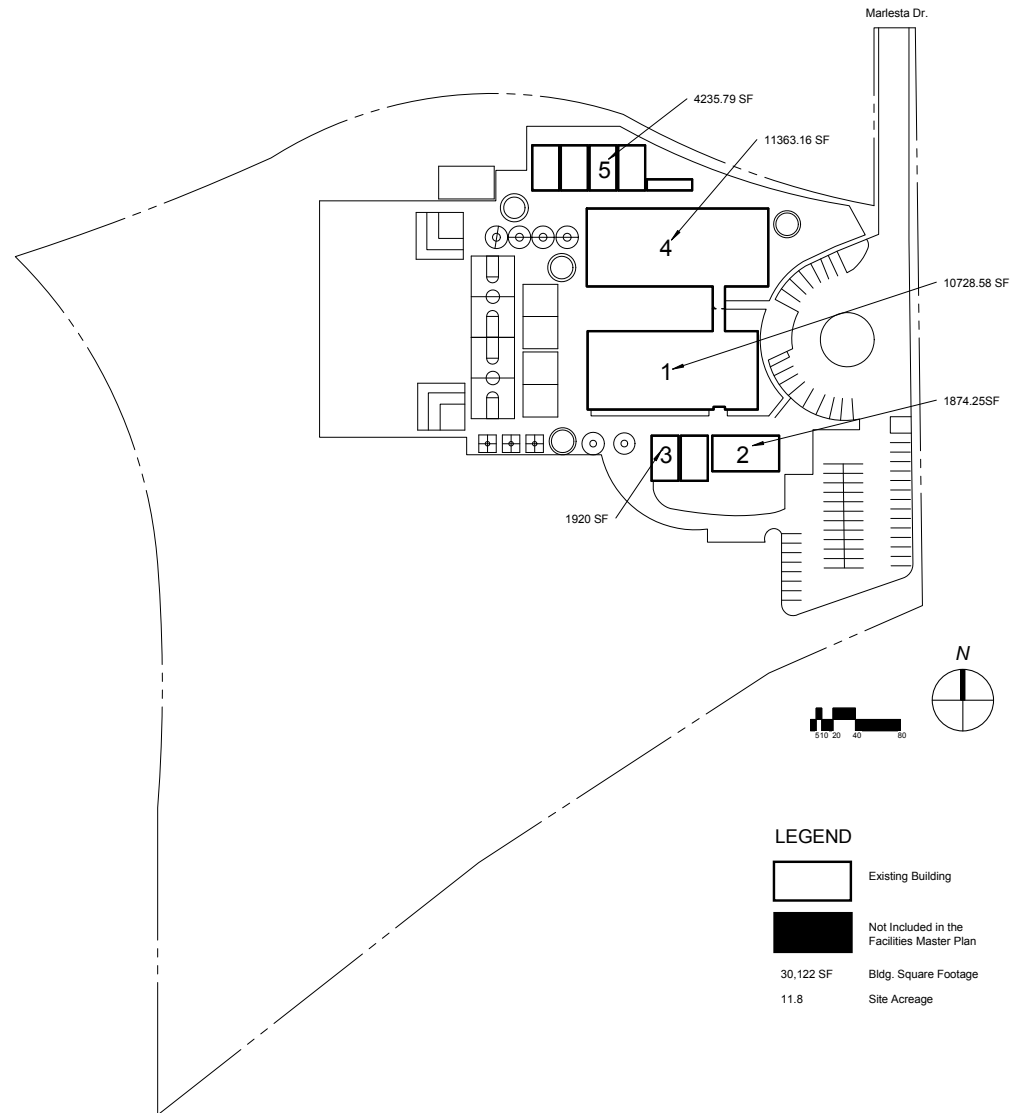 Marlesta Dr.
4235.79 SF
11363.16 SF
5
4
10728.58 SF
1
1874.25SF
3
2
1920 SF
N
510 20 40 80
LEGEND
Existing Building
Not Included in the
Facilities Master Plan
30,122 SF Bldg. Square Footage
11.8 Site Acreage